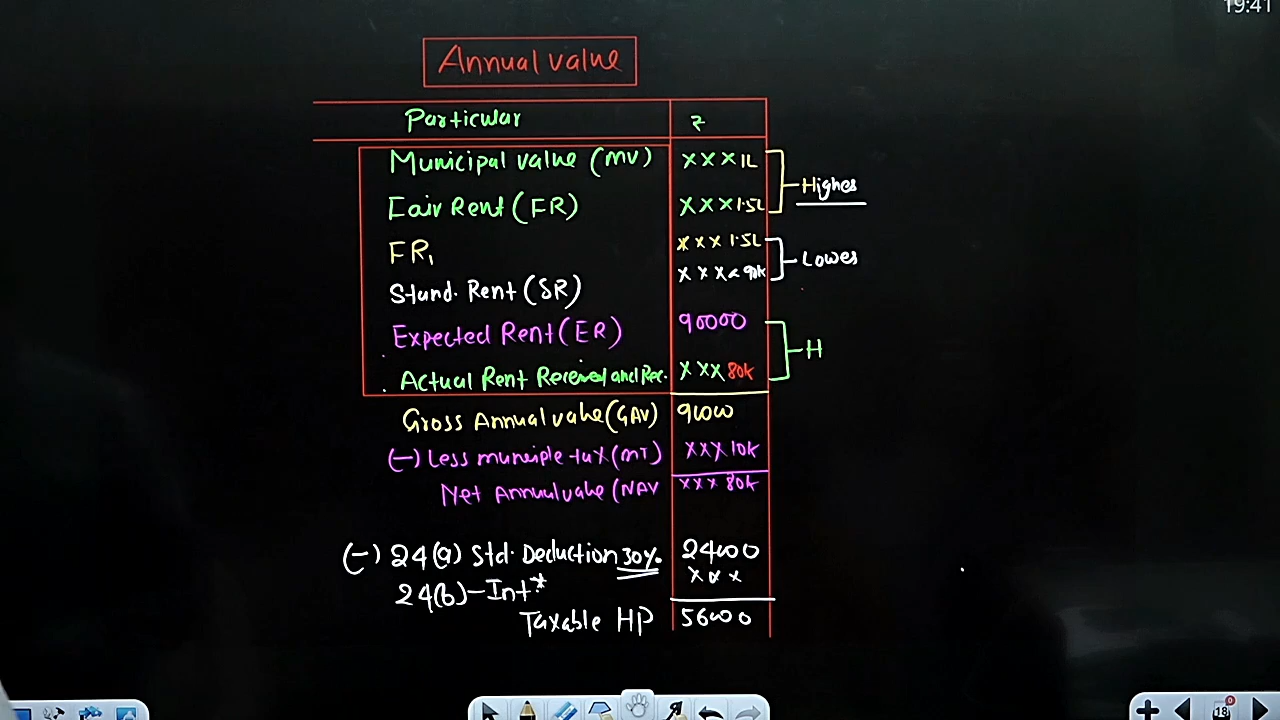 19:41
Annual value
Particular ₹
Municipal value (MV) XXX 1L
Highes
Fair Rent (FR) XXX 1.5L
FR1 XXX 1.5L
Lowes
Stand. Rent (SR) XXX 90k
Expected Rent (ER) 90000
H
Actual Rent Received and Rec. XXX 80k
Gross Annual value (GAV) 90000
(-) Less municiple tax (MT) XXX 10k
Net Annual value (NAV XXX 80k
(-) 24(a) Std. Deduction 30%. 24000
24(b) - Int* XXX
Taxable HP 56000
18